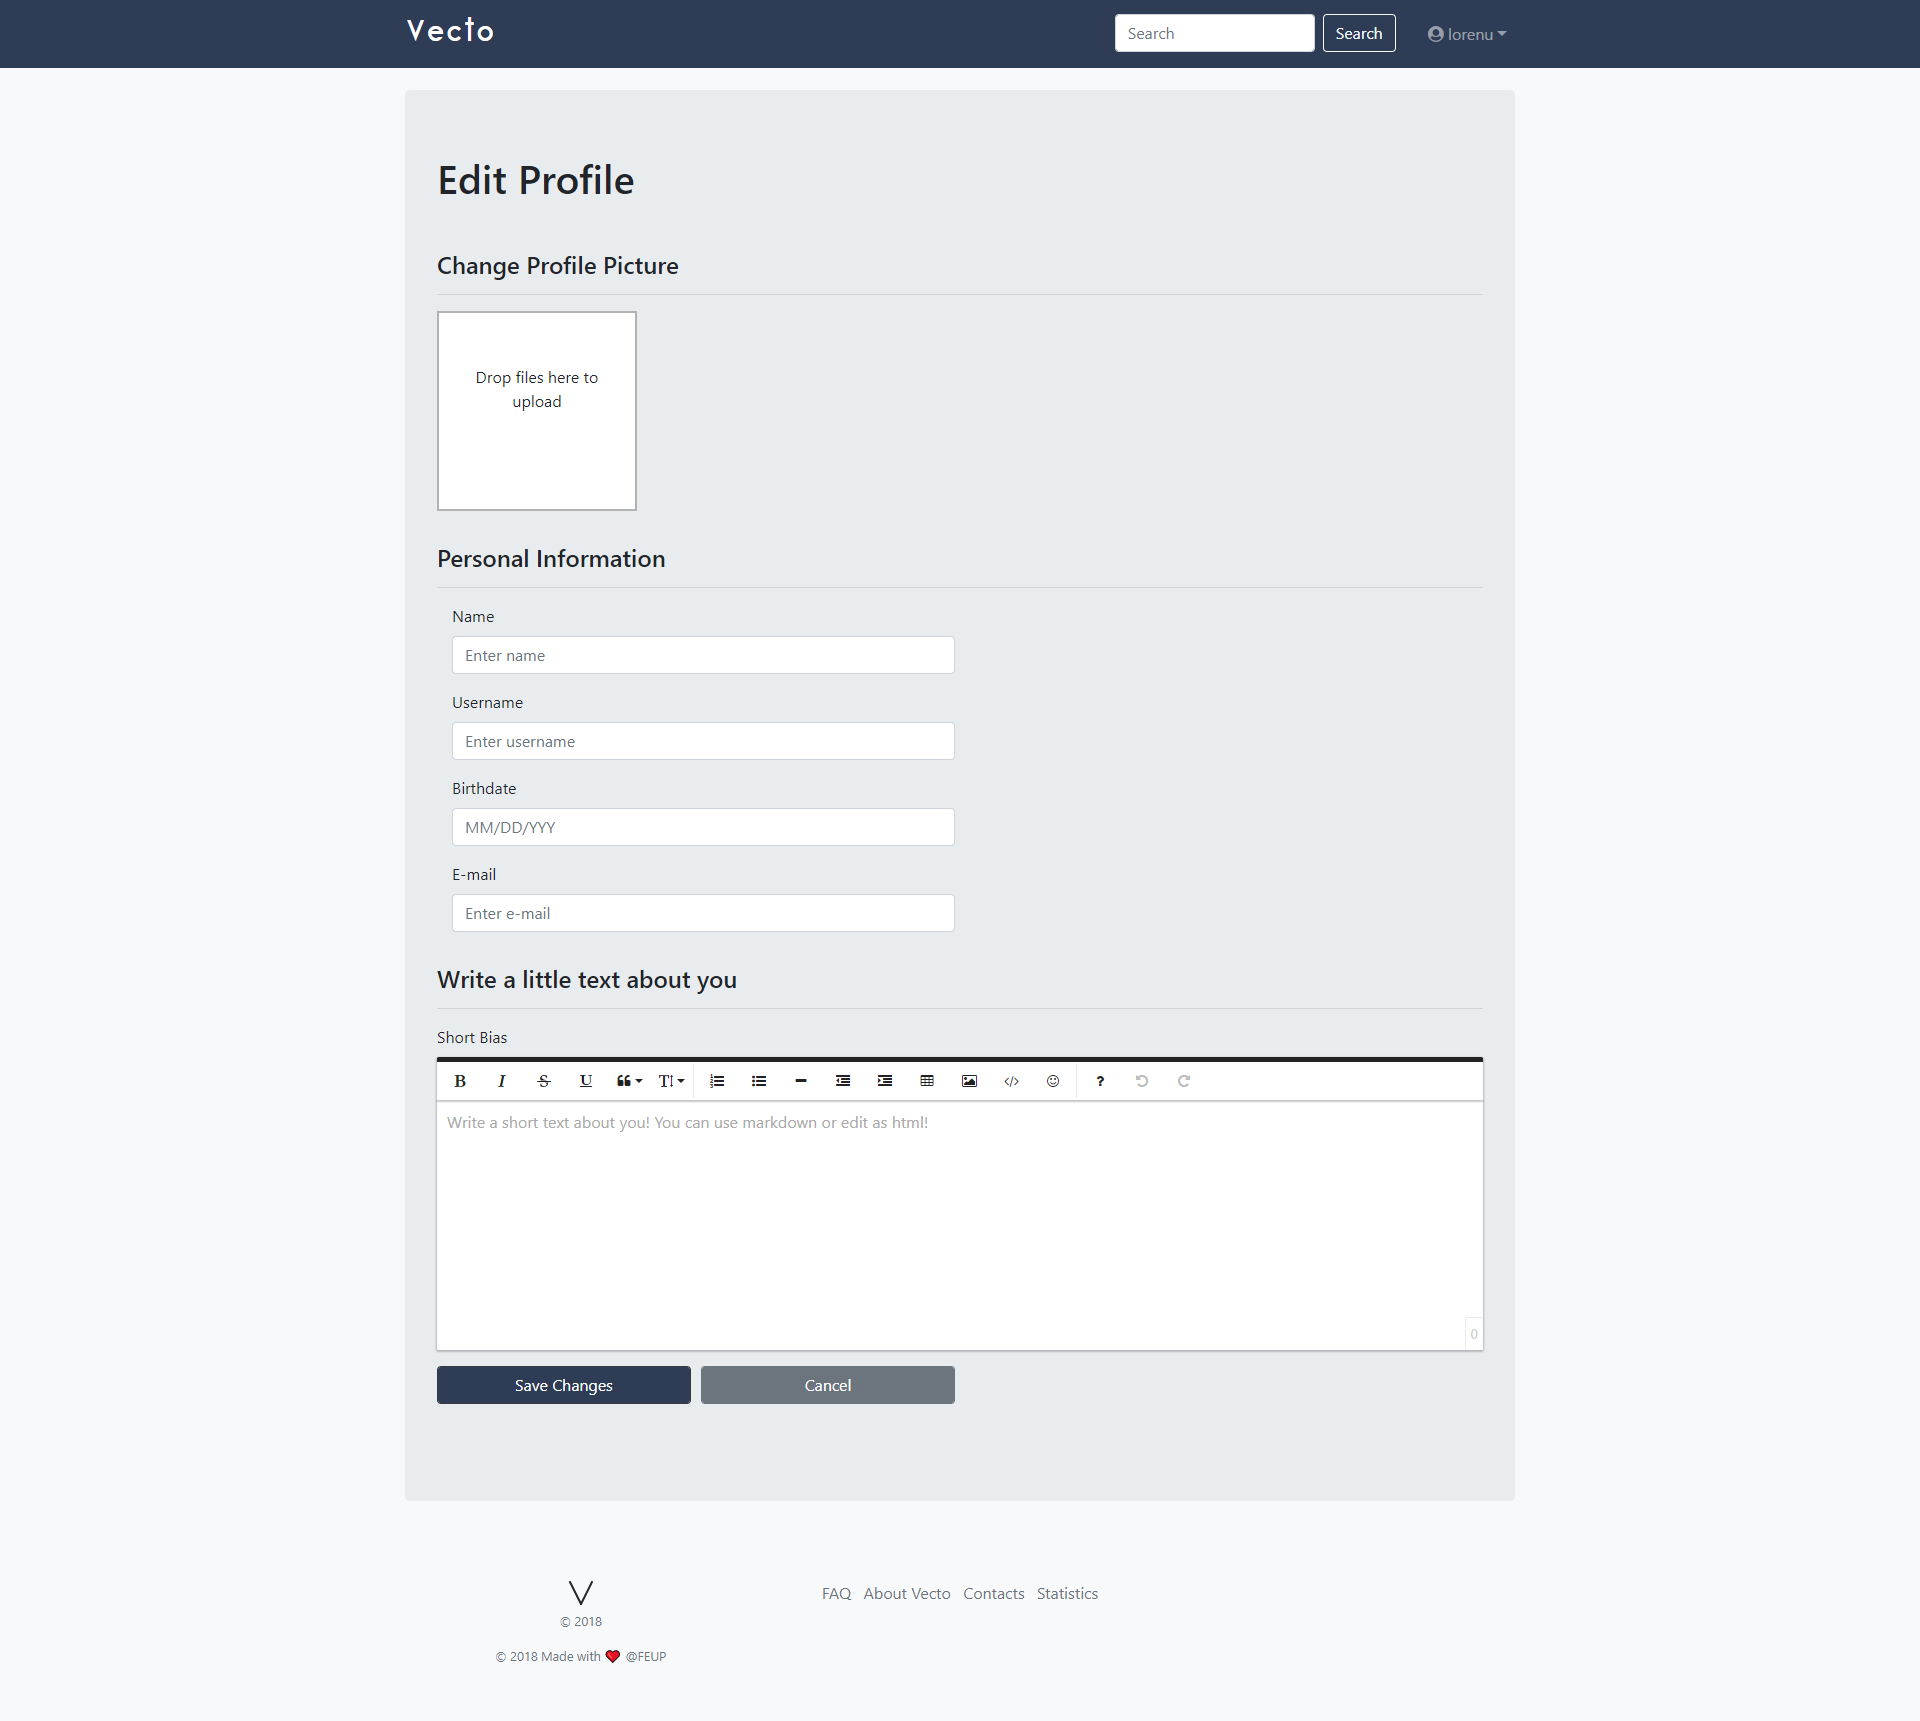 Vecto
Search
Search
lorenu
Edit Profile
Change Profile Picture
Drop files here to
upload
Personal Information
Name
Enter name
Username
Enter username
Birthdate
MM/DD/YYY
E-mail
Enter e-mail
Write a little text about you
Short Bias
B I S U T ?
Write a short text about you! You can use markdown or edit as html!
0
Save Changes
Cancel
V
FAQ About Vecto Contacts Statistics
© 2018
© 2018 Made with ❤ @FEUP